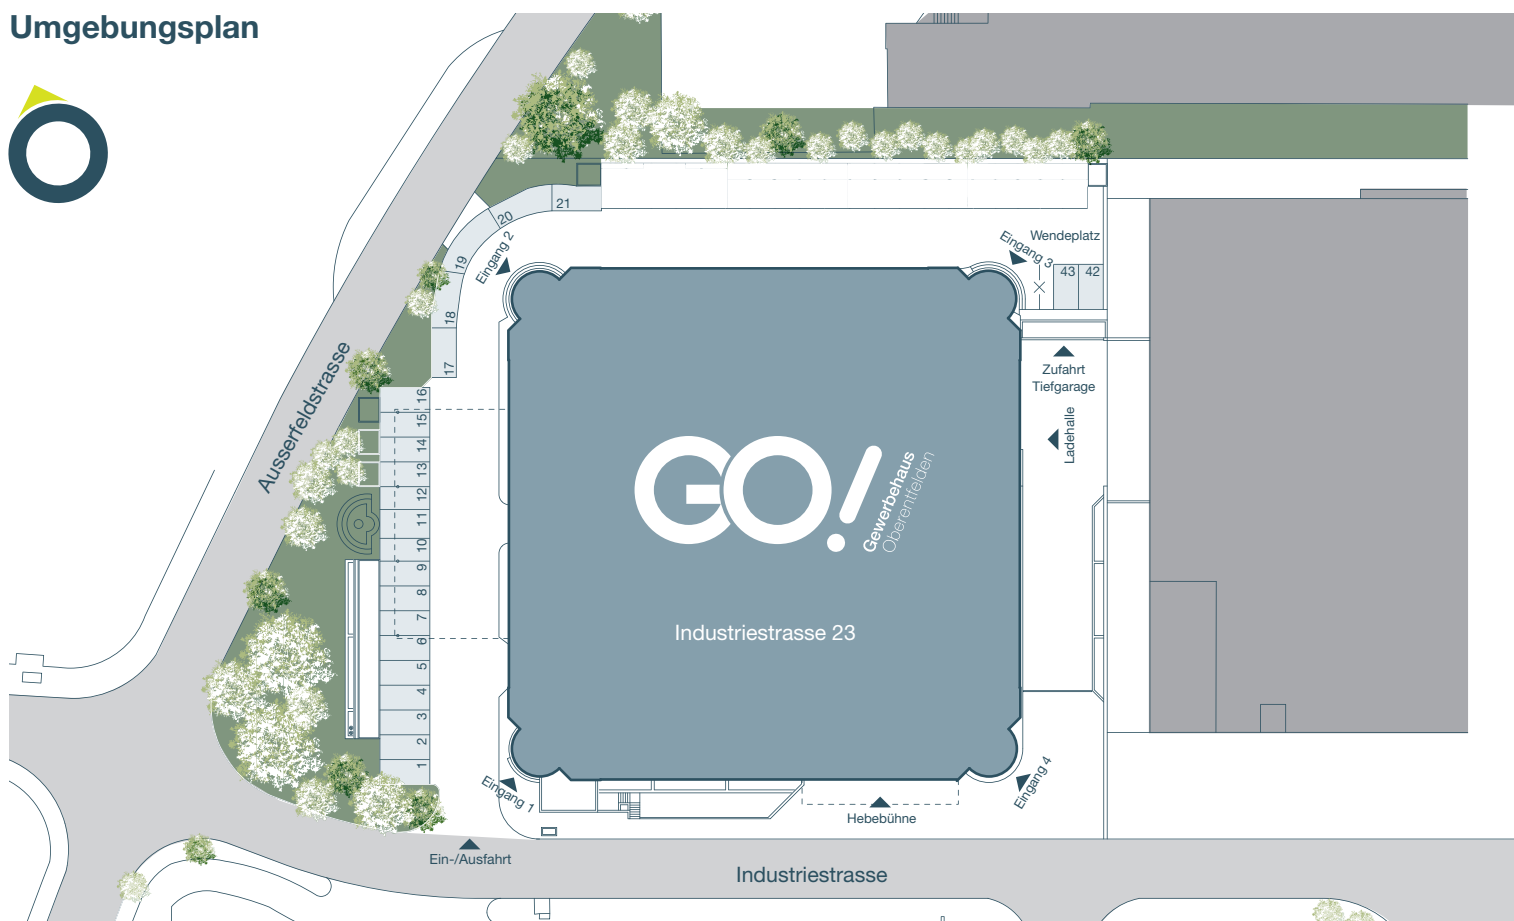 Umgebungsplan
21
20
19
18
17
16
15
14
13
12
11
10
9
8
7
6
5
4
3
2
1
Eingang 2
Wendeplatz
Eingang 3
43 42
Zufahrt
Tiefgarage
Ladehalle
Ausserfeldstrasse
GO!
Gewerbehaus
Oberentfelden
Industriestrasse 23
Eingang 1
Eingang 4
Hebebühne
Ein-/Ausfahrt
Industriestrasse